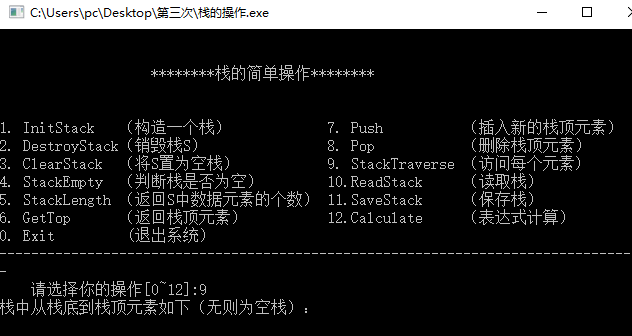 C:\Users\pc\Desktop\第三次\栈的操作.exe
********栈的简单操作********
1. InitStack （构造一个栈） 7. Push （插入新的栈顶元素）
2. DestroyStack（销毁栈S） 8. Pop （删除栈顶元素）
3. ClearStack （将S置为空栈） 9. StackTraverse （访问每个元素）
4. StackEmpty （判断栈是否为空） 10.ReadStack （读取栈）
5. StackLength （返回S中数据元素的个数） 11.SaveStack （保存栈）
6. GetTop （返回栈顶元素） 12.Calculate （表达式计算）
0. Exit （退出系统）
请选择你的操作[0~12]:9
栈中从栈底到栈顶元素如下（无则为空栈）：